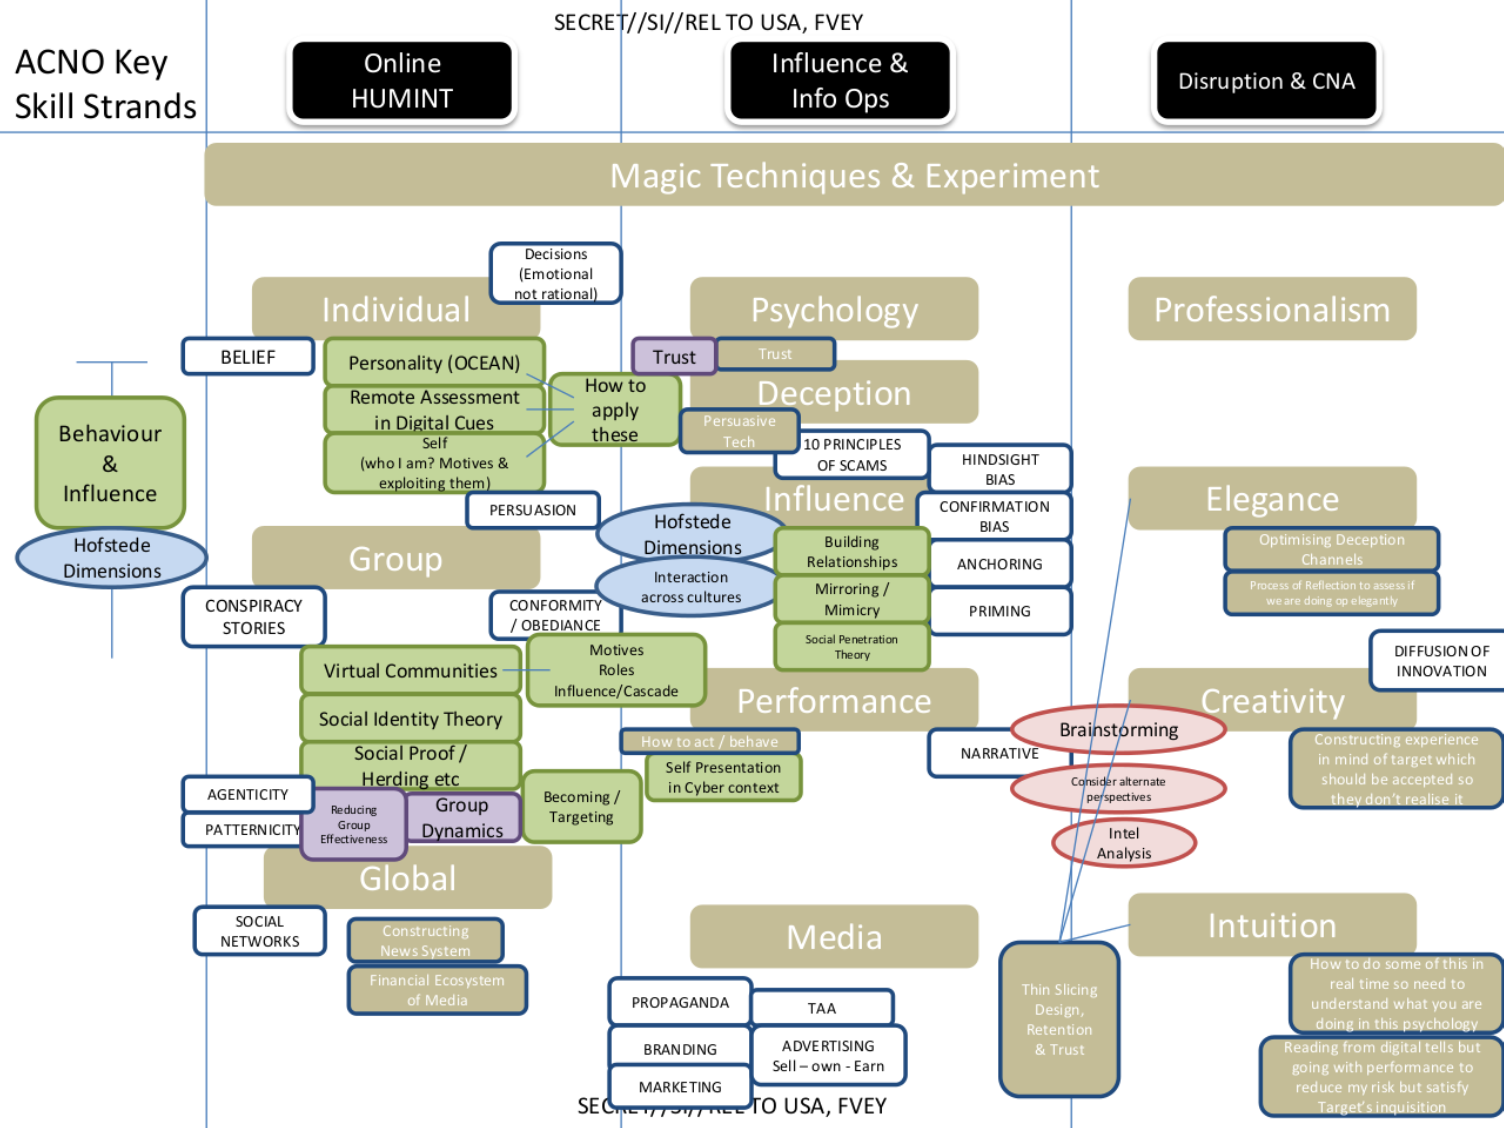 SECRET//SI//REL TO USA, FVEY
ACNO Key
Skill Strands
Online
HUMINT
Influence &
Info Ops
Disruption & CNA
Magic Techniques & Experiment
Decisions
(Emotional
not rational)
Individual
BELIEF
Personality (OCEAN)
Remote Assessment
in Digital Cues
Self
(who I am? Motives &
exploiting them)
How to
apply
these
PERSUASION
Behaviour
&
Influence
Hofstede
Dimensions
Group
CONSPIRACY
STORIES
CONFORMITY
/ OBEDIANCE
Virtual Communities
Motives
Roles
Influence/Cascade
Social Identity Theory
Social Proof /
Herding etc
AGENTICITY
PATTERNICITY
Reducing
Group
Effectiveness
Group
Dynamics
Becoming /
Targeting
Global
SOCIAL
NETWORKS
Constructing
News System
Financial Ecosystem
of Media
Psychology
Trust
Trust
Deception
Persuasive
Tech
10 PRINCIPLES
OF SCAMS
HINDSIGHT
BIAS
Influence
CONFIRMATION
BIAS
Hofstede
Dimensions
Interaction
across cultures
Building
Relationships
ANCHORING
Mirroring /
Mimicry
PRIMING
Social Penetration
Theory
Performance
How to act / behave
Self Presentation
in Cyber context
NARRATIVE
Media
PROPAGANDA
TAA
BRANDING
ADVERTISING
Sell – own - Earn
MARKETING
Professionalism
Elegance
Optimising Deception
Channels
Process of Reflection to assess if
we are doing op elegantly
DIFFUSION OF
INNOVATION
Creativity
Brainstorming
Consider alternate
perspectives
Intel
Analysis
Constructing experience
in mind of target which
should be accepted so
they don't realise it
Intuition
Thin Slicing
Design,
Retention
& Trust
How to do some of this in
real time so need to
understand what you are
doing in this psychology
Reading from digital tells but
going with performance to
reduce my risk but satisfy
Target's inquisition
SECRET//SI//REL TO USA, FVEY